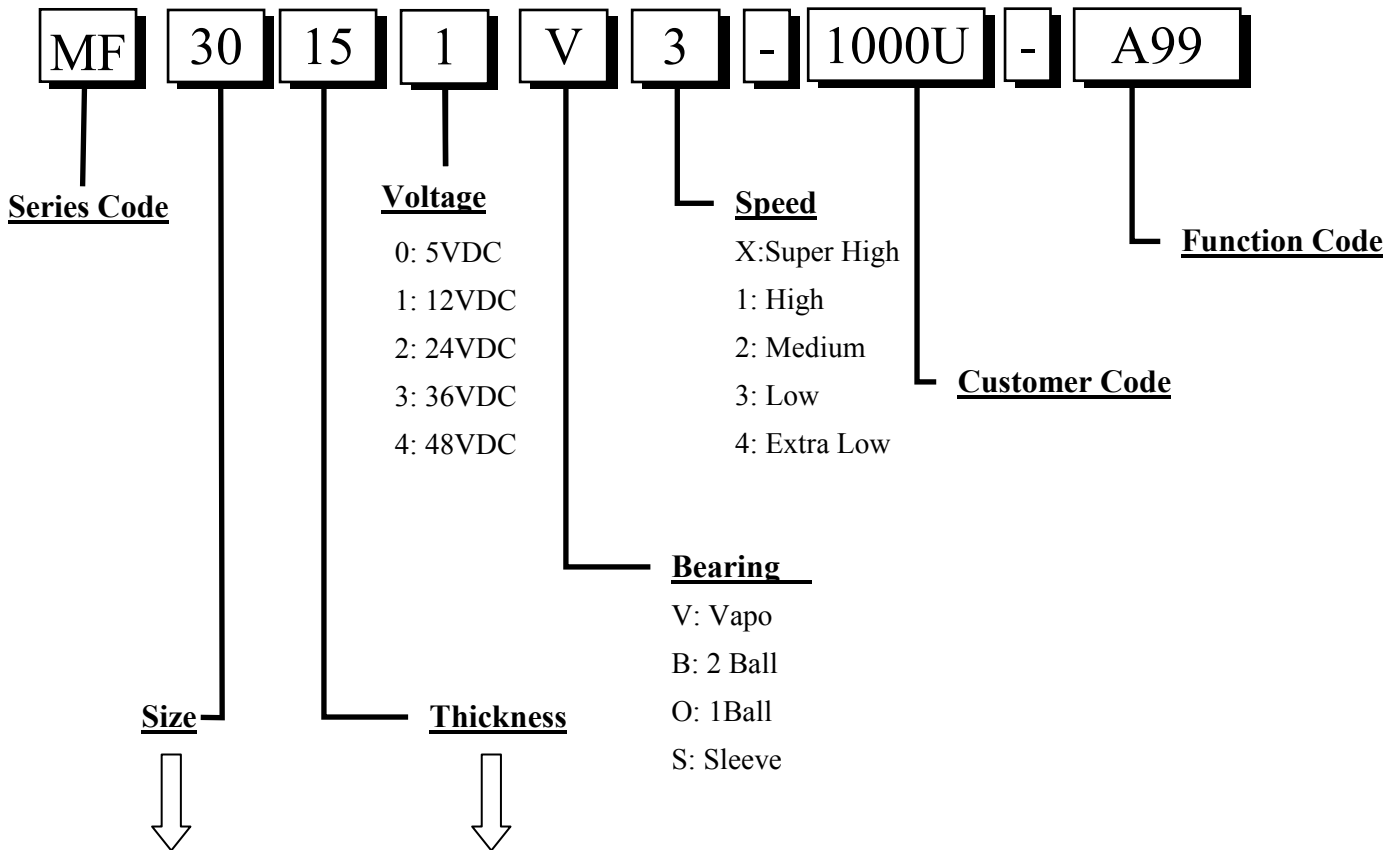 MF 30 15 1 V 3 - 1000U - A99
Series Code
Voltage
0: 5VDC
1: 12VDC
2: 24VDC
3: 36VDC
4: 48VDC
Speed
X:Super High
1: High
2: Medium
3: Low
4: Extra Low
Function Code
Customer Code
Bearing
V: Vapo
B: 2 Ball
O: 1Ball
S: Sleeve
Size
Thickness